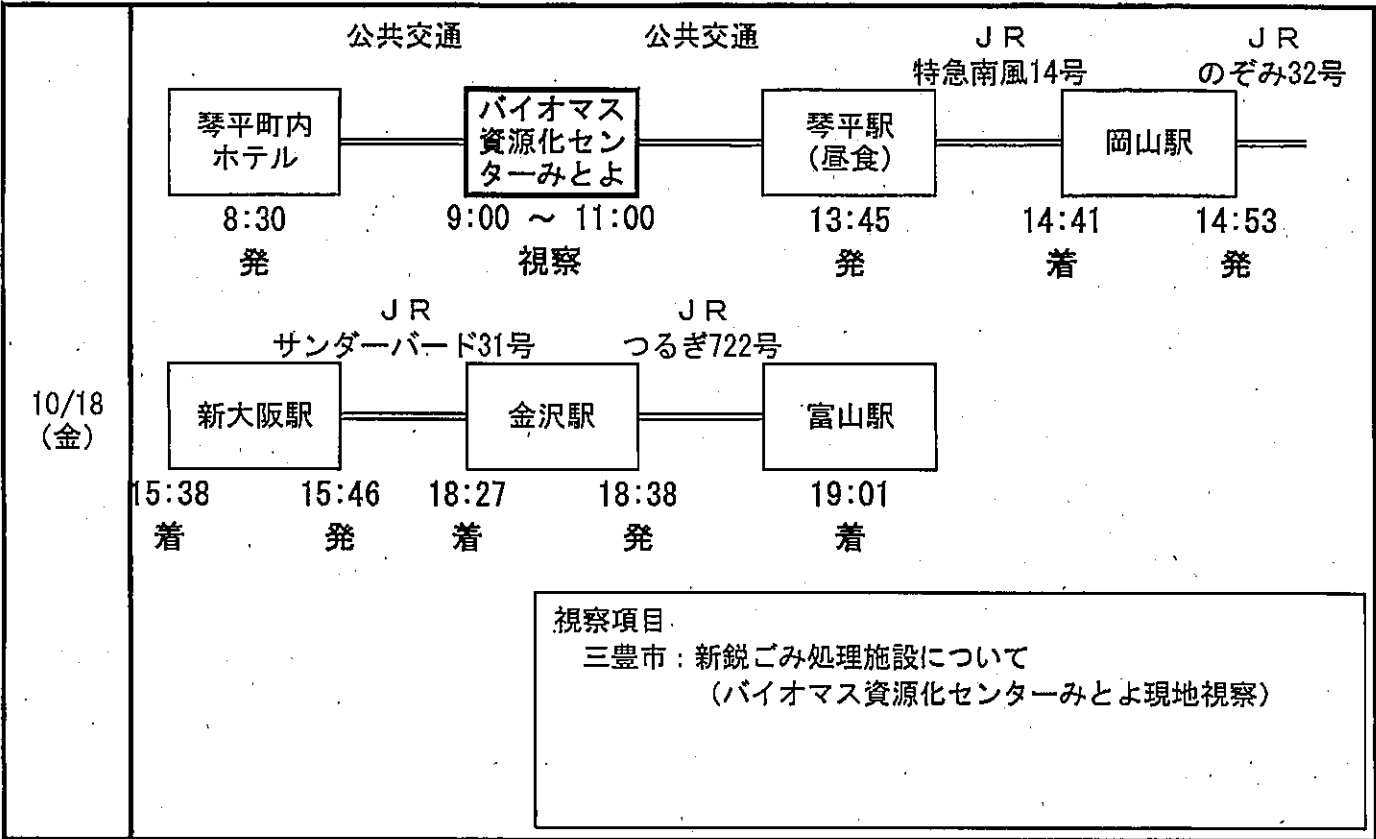 10/18
(金)
公共交通
公共交通
ＪＲ
特急南風14号
ＪＲ
のぞみ32号
琴平町内
ホテル
バイオマス
資源化セン
ターみとよ
琴平駅
(昼食)
岡山駅
8:30
発
9:00 ～ 11:00
視察
13:45
発
14:41
着
14:53
発
ＪＲ
サンダーバード31号
ＪＲ
つるぎ722号
新大阪駅
金沢駅
富山駅
15:38
着
15:46
発
18:27
着
18:38
発
19:01
着
視察項目
三豊市：新鋭ごみ処理施設について
（バイオマス資源化センターみとよ現地視察）